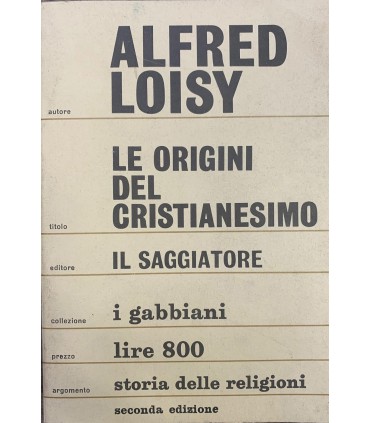 ALFRED
autore LOISY
LE ORIGINI
DEL
titolo CRISTIANESIMO
editore IL SAGGIATORE
collezione i gabbiani
prezzo lire 800
argomento storia delle religioni
seconda edizione